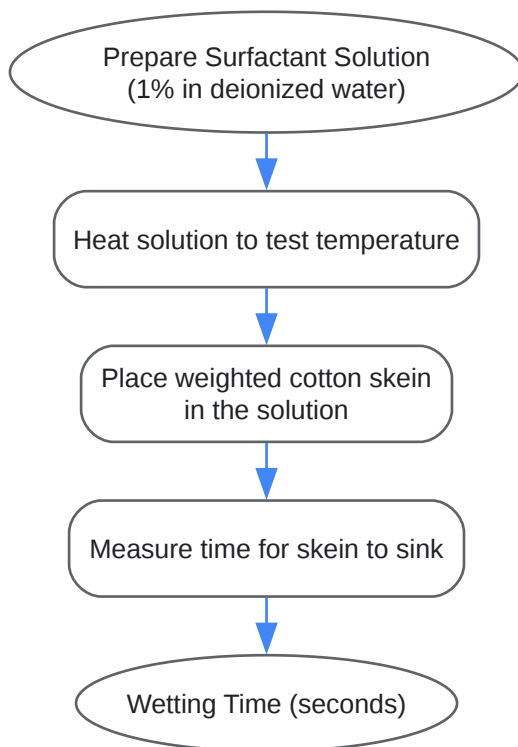 Prepare Surfactant Solution
(1% in deionized water)
Heat solution to test temperature
Place weighted cotton skein
in the solution
Measure time for skein to sink
Wetting Time (seconds)